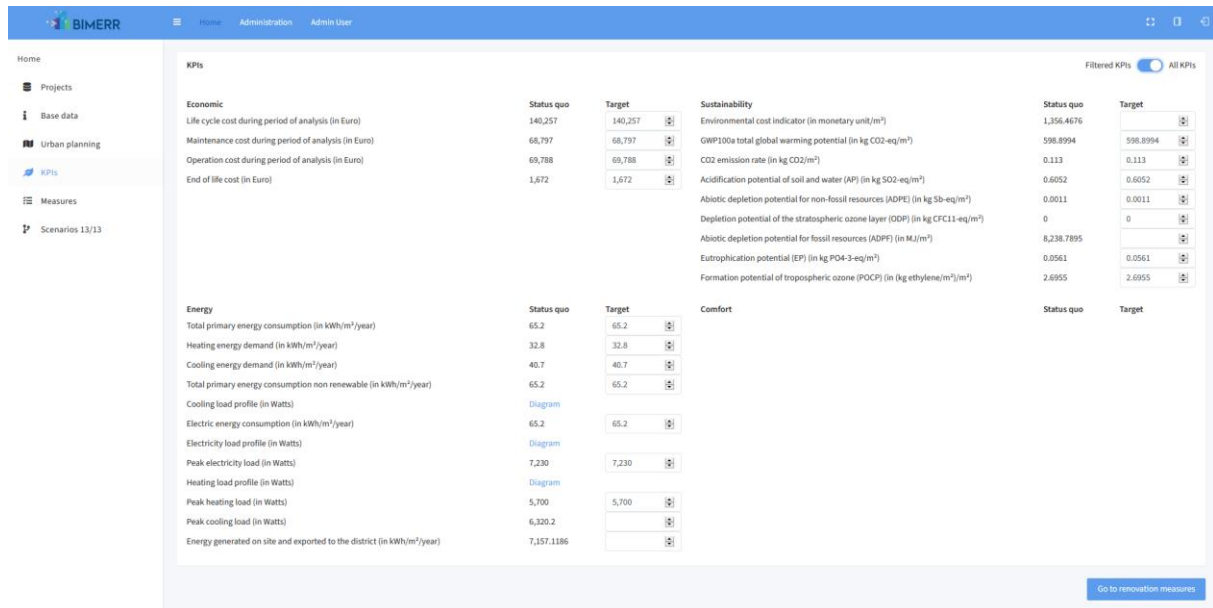 BIMERR
Home Administration Admin User
Home
Projects
Base data
Urban planning
KPIs
Measures
Scenarios 13/13
KPIs
Filtered KPIs All KPIs
Economic Status quo Target
Life cycle cost during period of analysis (in Euro) 140,257 140,257
Maintenance cost during period of analysis (in Euro) 68,797 68,797
Operation cost during period of analysis (in Euro) 69,788 69,788
End of life cost (in Euro) 1,672 1,672
Sustainability Status quo Target
Environmental cost indicator (in monetary unit/m²) 1,356.4676
GWP100a total global warming potential (in kg CO2-eq/m²) 598.8994 598.8994
CO2 emission rate (in kg CO2/m²) 0.113 0.113
Acidification potential of soil and water (AP) (in kg SO2-eq/m²) 0.6052 0.6052
Abiotic depletion potential for non-fossil resources (ADPE) (in kg Sb-eq/m²) 0.0011 0.0011
Depletion potential of the stratospheric ozone layer (ODP) (in kg CFC11-eq/m²) 0 0
Abiotic depletion potential for fossil resources (ADPF) (in MJ/m²) 8,238.7895
Eutrophication potential (EP) (in kg PO4-3-eq/m²) 0.0561 0.0561
Formation potential of tropospheric ozone (POCP) (in (kg ethylene/m²)/m²) 2.6955 2.6955
Energy Status quo Target
Total primary energy consumption (in kWh/m²/year) 65.2 65.2
Heating energy demand (in kWh/m²/year) 32.8 32.8
Cooling energy demand (in kWh/m²/year) 40.7 40.7
Total primary energy consumption non renewable (in kWh/m²/year) 65.2 65.2
Cooling load profile (in Watts) Diagram
Electric energy consumption (in kWh/m²/year) 65.2 65.2
Electricity load profile (in Watts) Diagram
Peak electricity load (in Watts) 7,230 7,230
Heating load profile (in Watts) Diagram
Peak heating load (in Watts) 5,700 5,700
Peak cooling load (in Watts) 6,320.2
Energy generated on site and exported to the district (in kWh/m²/year) 7,157.1186
Comfort Status quo Target
Go to renovation measures